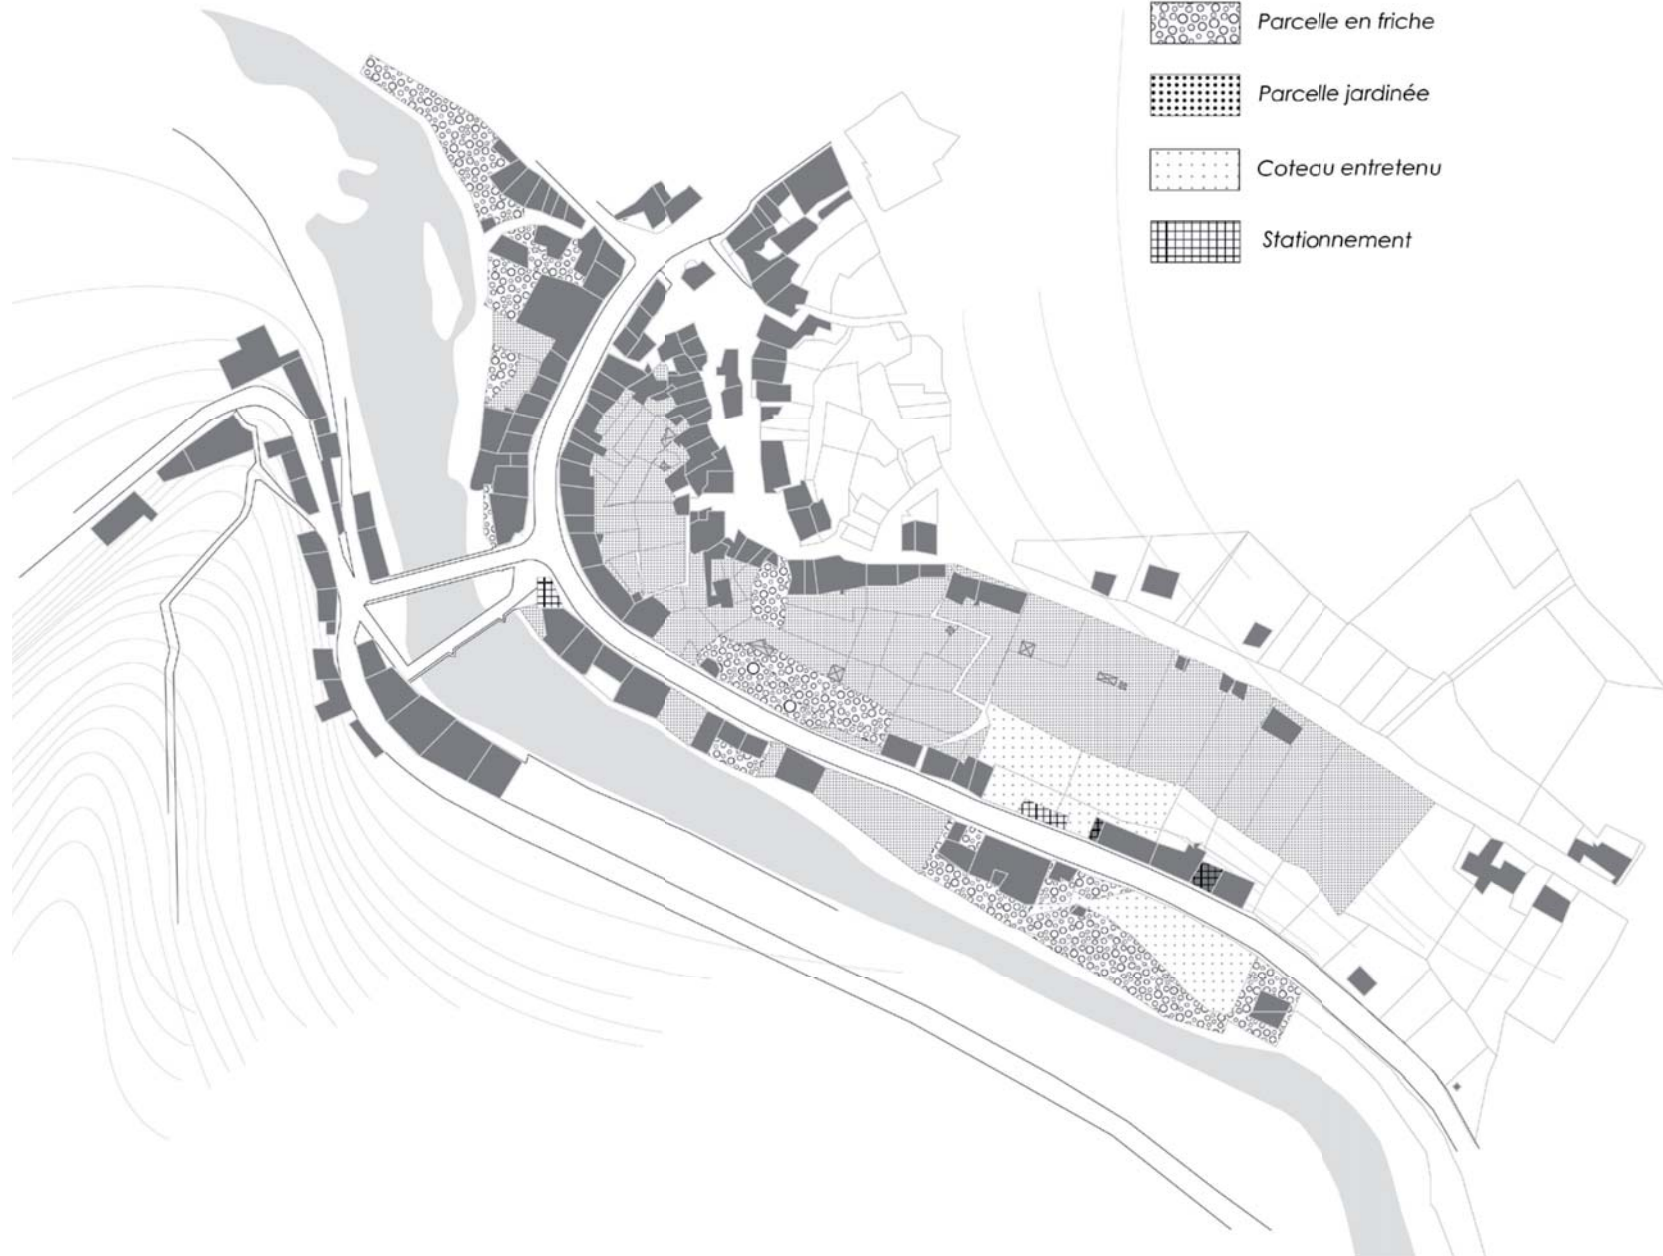 Parcelle en friche
Parcelle jardinée
Coteau entretenu
Stationnement